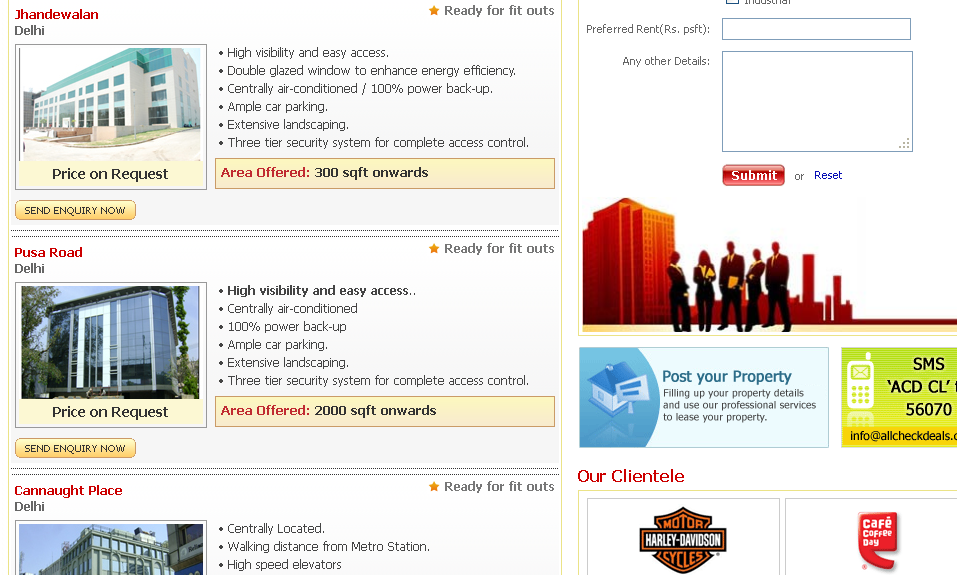 Jhandewalan
Delhi
Ready for fit outs
• High visibility and easy access.
• Double glazed window to enhance energy efficiency.
• Centrally air-conditioned / 100% power back-up.
• Ample car parking.
• Extensive landscaping.
• Three tier security system for complete access control.
Price on Request
Area Offered: 300 sqft onwards
SEND ENQUIRY NOW
Pusa Road
Delhi
Ready for fit outs
• High visibility and easy access..
• Centrally air-conditioned
• 100% power back-up
• Ample car parking.
• Extensive landscaping.
• Three tier security system for complete access control.
Price on Request
Area Offered: 2000 sqft onwards
SEND ENQUIRY NOW
Cannaught Place
Delhi
Ready for fit outs
• Centrally Located.
• Walking distance from Metro Station.
• High speed elevators
Industrial
Preferred Rent(Rs. psft):
Any other Details:
Submit or Reset
Post your Property
Filling up your property details
and use our professional services
to lease your property.
SMS
'ACD CL'
56070
info@allcheckdeals.c
Our Clientele
MOTOR
HARLEY-DAVIDSON
CYCLES
Café
Coffee
Day